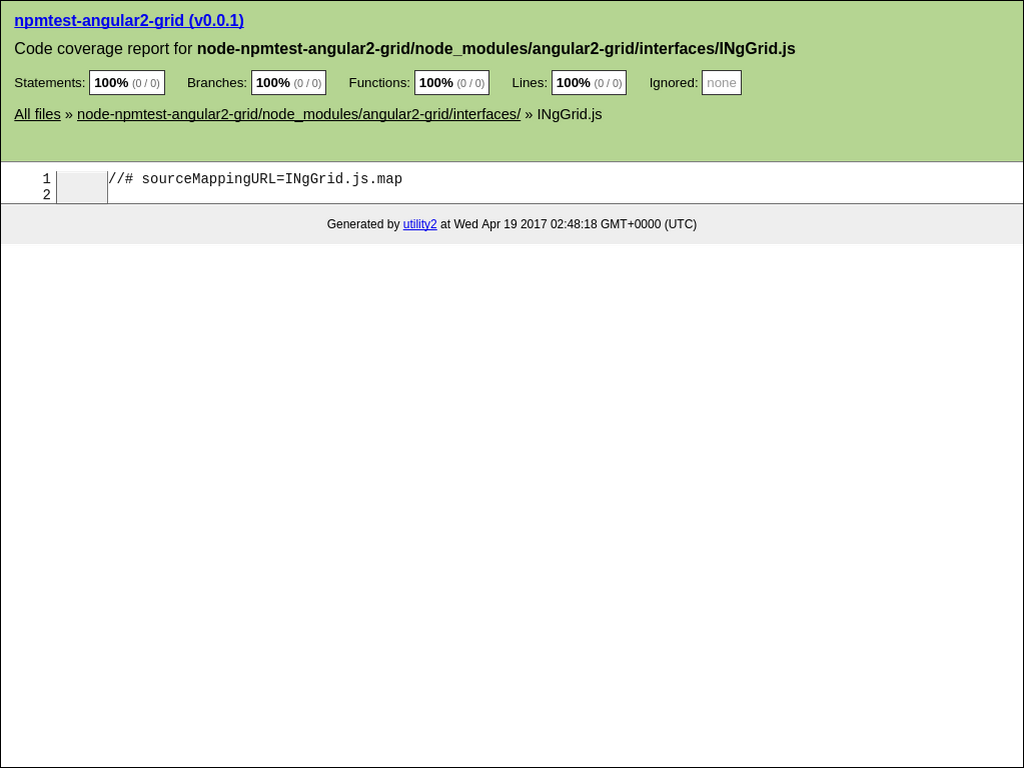 npmtest-angular2-grid (v0.0.1)
Code coverage report for node-npmtest-angular2-grid/node_modules/angular2-grid/interfaces/INgGrid.js
Statements: 100% (0 / 0) Branches: 100% (0 / 0) Functions: 100% (0 / 0) Lines: 100% (0 / 0) Ignored: none
All files » node-npmtest-angular2-grid/node_modules/angular2-grid/interfaces/ » INgGrid.js
1 //# sourceMappingURL=INgGrid.js.map
2
Generated by utility2 at Wed Apr 19 2017 02:48:18 GMT+0000 (UTC)